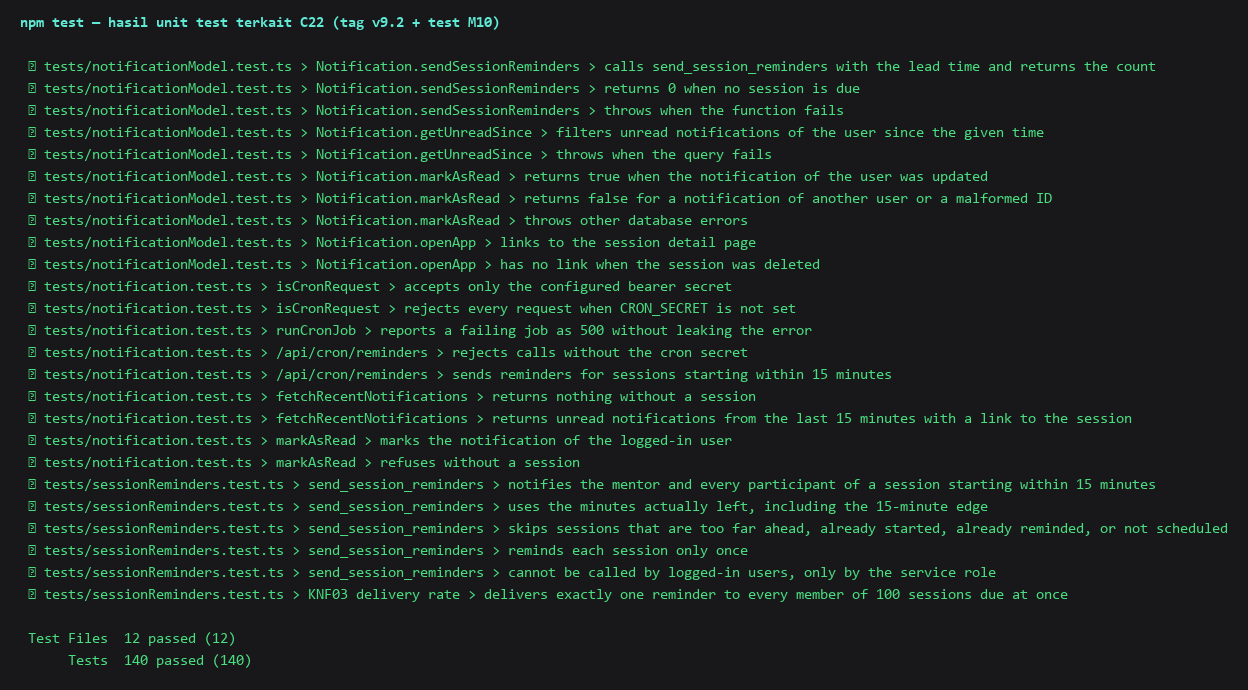 npm test — hasil unit test terkait C22 (tag v9.2 + test M10)
tests/notificationModel.test.ts > Notification.sendSessionReminders > calls send_session_reminders with the lead time and returns the count
tests/notificationModel.test.ts > Notification.sendSessionReminders > returns 0 when no session is due
tests/notificationModel.test.ts > Notification.sendSessionReminders > throws when the function fails
tests/notificationModel.test.ts > Notification.getUnreadSince > filters unread notifications of the user since the given time
tests/notificationModel.test.ts > Notification.getUnreadSince > throws when the query fails
tests/notificationModel.test.ts > Notification.markAsRead > returns true when the notification of the user was updated
tests/notificationModel.test.ts > Notification.markAsRead > returns false for a notification of another user or a malformed ID
tests/notificationModel.test.ts > Notification.markAsRead > throws other database errors
tests/notificationModel.test.ts > Notification.openApp > links to the session detail page
tests/notificationModel.test.ts > Notification.openApp > has no link when the session was deleted
tests/notification.test.ts > isCronRequest > accepts only the configured bearer secret
tests/notification.test.ts > isCronRequest > rejects every request when CRON_SECRET is not set
tests/notification.test.ts > runCronJob > reports a failing job as 500 without leaking the error
tests/notification.test.ts > /api/cron/reminders > rejects calls without the cron secret
tests/notification.test.ts > /api/cron/reminders > sends reminders for sessions starting within 15 minutes
tests/notification.test.ts > fetchRecentNotifications > returns nothing without a session
tests/notification.test.ts > fetchRecentNotifications > returns unread notifications from the last 15 minutes with a link to the session
tests/notification.test.ts > markAsRead > marks the notification of the logged-in user
tests/notification.test.ts > markAsRead > refuses without a session
tests/sessionReminders.test.ts > send_session_reminders > notifies the mentor and every participant of a session starting within 15 minutes
tests/sessionReminders.test.ts > send_session_reminders > uses the minutes actually left, including the 15-minute edge
tests/sessionReminders.test.ts > send_session_reminders > skips sessions that are too far ahead, already started, already reminded, or not scheduled
tests/sessionReminders.test.ts > send_session_reminders > reminds each session only once
tests/sessionReminders.test.ts > send_session_reminders > cannot be called by logged-in users, only by the service role
tests/sessionReminders.test.ts > KNF03 delivery rate > delivers exactly one reminder to every member of 100 sessions due at once
Test Files  12 passed (12)
Tests  140 passed (140)